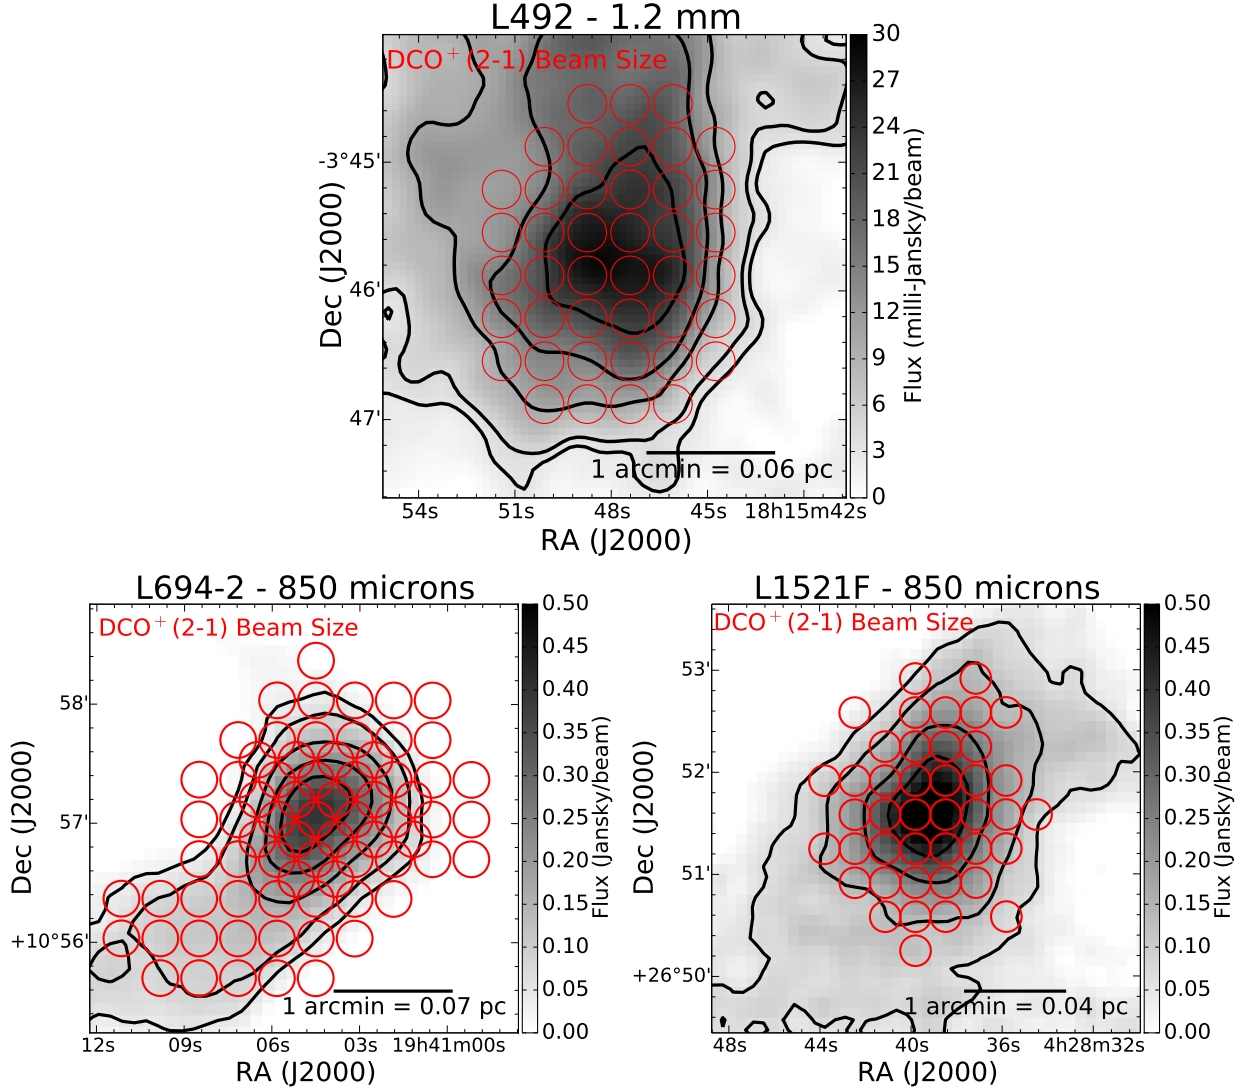 L492 - 1.2 mm
DCO+(2-1) Beam Size
-3°45'
46'
47'
Dec (J2000)
1 arcmin = 0.06 pc
54s 51s 48s 45s 18h15m42s
RA (J2000)
30
27
24
21
18
15
12
9
6
3
0
Flux (milli-Jansky/beam)
L694-2 - 850 microns
DCO+(2-1) Beam Size
58'
57'
+10°56'
Dec (J2000)
1 arcmin = 0.07 pc
12s 09s 06s 03s 19h41m00s
RA (J2000)
0.50
0.45
0.40
0.35
0.30
0.25
0.20
0.15
0.10
0.05
0.00
Flux (Jansky/beam)
L1521F - 850 microns
DCO+(2-1) Beam Size
53'
52'
51'
+26°50'
Dec (J2000)
1 arcmin = 0.04 pc
48s 44s 40s 36s 4h28m32s
RA (J2000)
0.50
0.45
0.40
0.35
0.30
0.25
0.20
0.15
0.10
0.05
0.00
Flux (Jansky/beam)